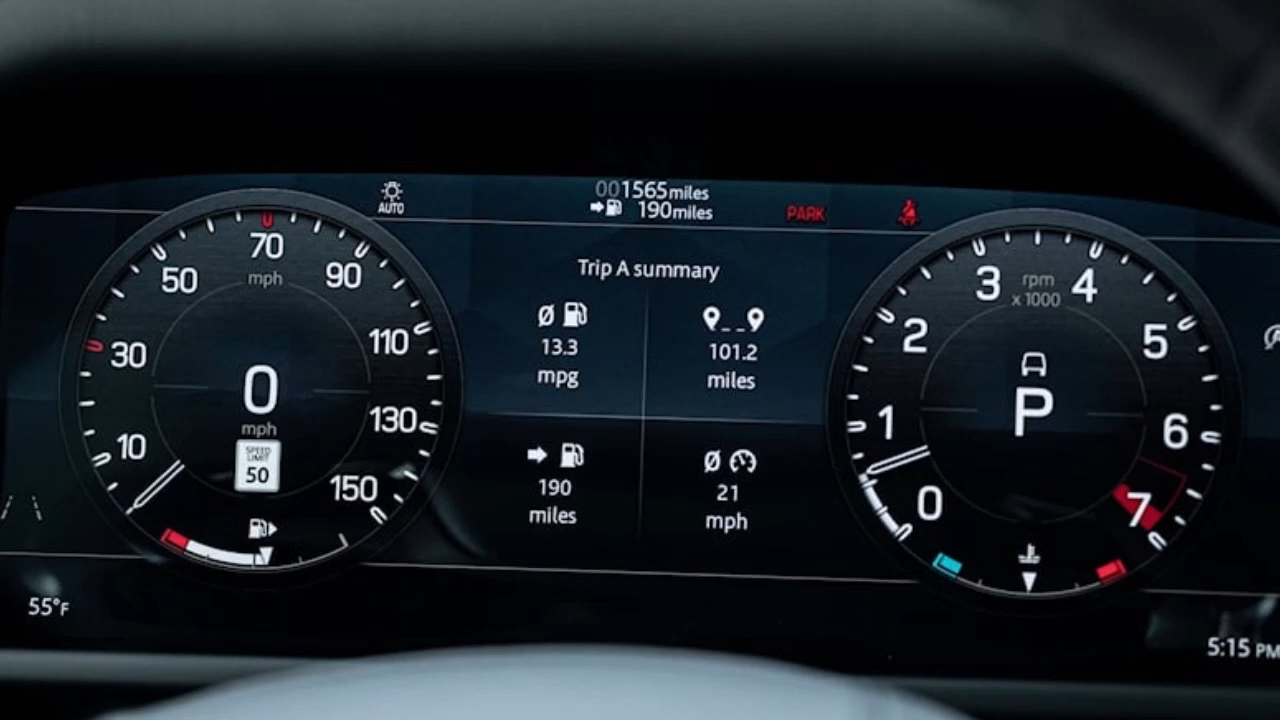 AUTO
001565miles
190miles
PARK
70
mph
50
90
30
110
10
130
150
0
mph
SPEED
LIMIT
50
Trip A summary
13.3
mpg
101.2
miles
190
miles
21
mph
3
rpm
x 1000
4
2
5
1
6
0
7
P
55°F
5:15 PM